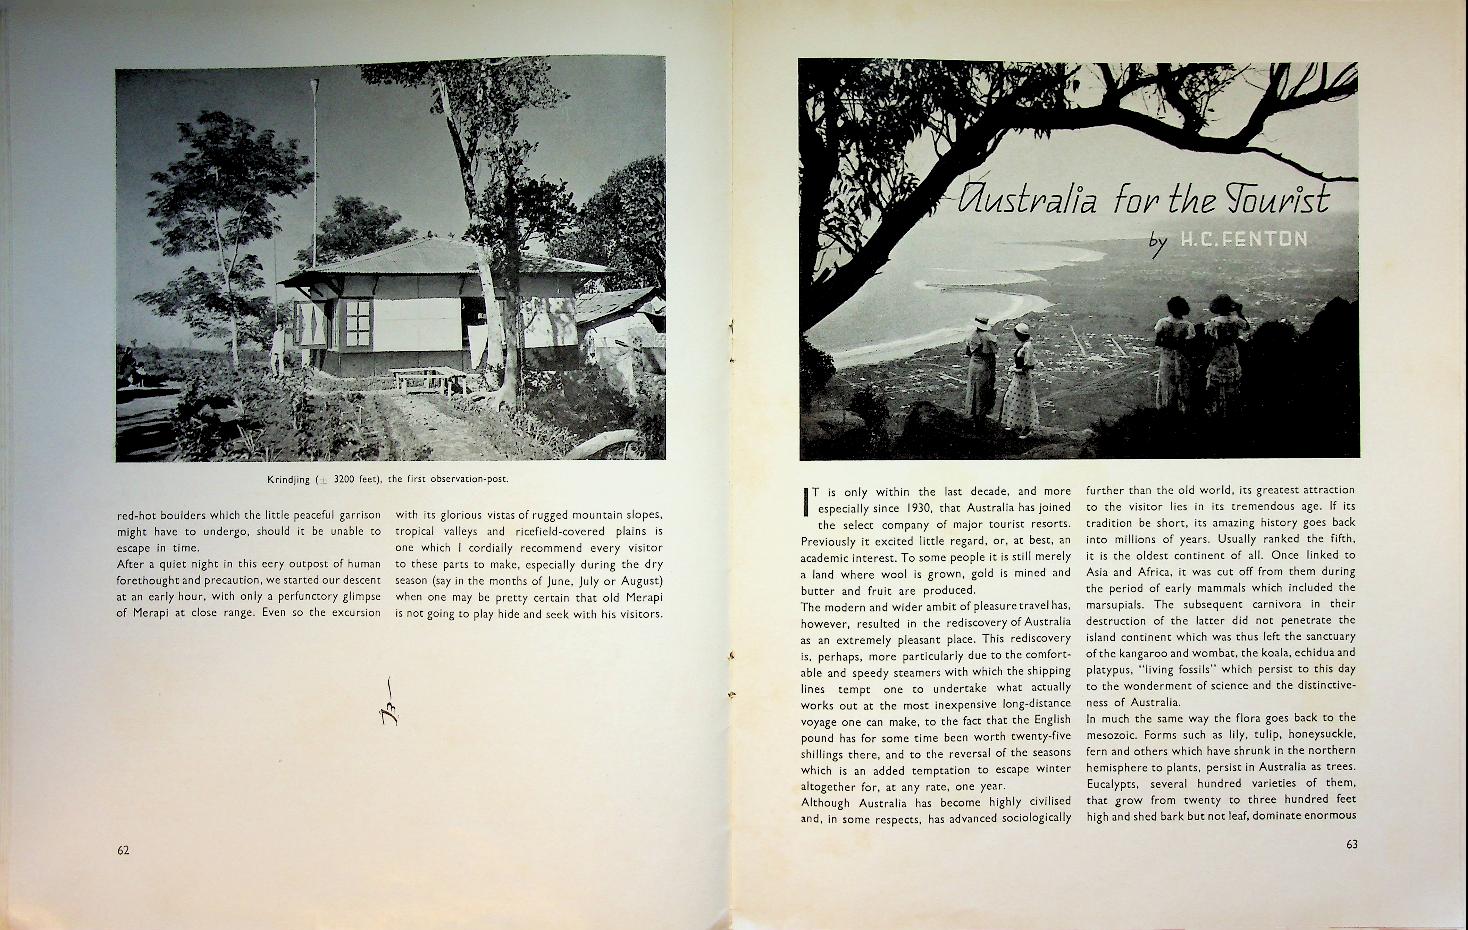 Krindjing (± 3200 feet), the first observation-post.
red-hot boulders which the little peaceful garrison
might have to undergo, should it be unable to
escape in time.
After a quiet night in this eery outpost of human
forethought and precaution, we started our descent
at an early hour, with only a perfunctory glimpse
of Merapi at close range. Even so the excursion
with its glorious vistas of rugged mountain slopes,
tropical valleys and ricefield-covered plains is
one which I cordially recommend every visitor
to these parts to make, especially during the dry
season (say in the months of June, July or August)
when one may be pretty certain that old Merapi
is not going to play hide and seek with his visitors.
62
Australia for the Tourist
by H.C.FENTON
IT is only within the last decade, and more
especially since 1930, that Australia has joined
the select company of major tourist resorts.
Previously it excited little regard, or, at best, an
academic interest. To some people it is still merely
a land where wool is grown, gold is mined and
butter and fruit are produced.
The modern and wider ambit of pleasure travel has,
however, resulted in the rediscovery of Australia
as an extremely pleasant place. This rediscovery
is, perhaps, more particularly due to the comfort-
able and speedy steamers with which the shipping
lines tempt one to undertake what actually
works out at the most inexpensive long-distance
voyage one can make, to the fact that the English
pound has for some time been worth twenty-five
shillings there, and to the reversal of the seasons
which is an added temptation to escape winter
altogether for, at any rate, one year.
Although Australia has become highly civilised
and, in some respects, has advanced sociologically
further than the old world, its greatest attraction
to the visitor lies in its tremendous age. If its
tradition be short, its amazing history goes back
into millions of years. Usually ranked the fifth,
it is the oldest continent of all. Once linked to
Asia and Africa, it was cut off from them during
the period of early mammals which included the
marsupials. The subsequent carnivora in their
destruction of the latter did not penetrate the
island continent which was thus left the sanctuary
of the kangaroo and wombat, the koala, echidua and
platypus, "living fossils" which persist to this day
to the wonderment of science and the distinctive-
ness of Australia.
In much the same way the flora goes back to the
mesozoic. Forms such as lily, tulip, honeysuckle,
fern and others which have shrunk in the northern
hemisphere to plants, persist in Australia as trees.
Eucalypts, several hundred varieties of them,
that grow from twenty to three hundred feet
high and shed bark but not leaf, dominate enormous
63